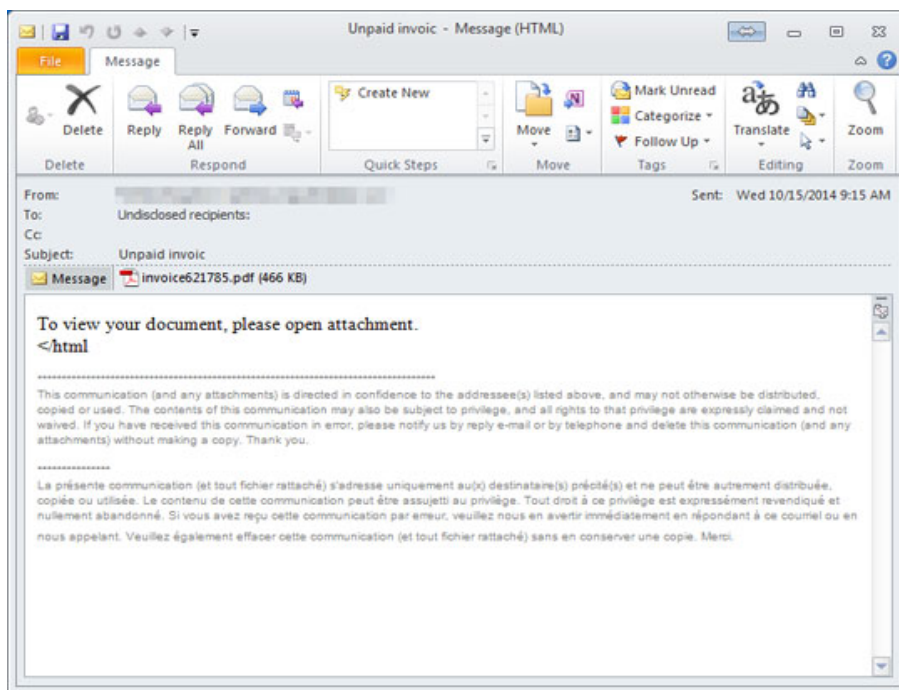 Unpaid invoic - Message (HTML)
File Message
Delete
Reply Reply All Forward
Create New
Move
Mark Unread
Categorize
Follow Up
Translate
Zoom
Delete Respond Quick Steps Move Tags Editing Zoom
From: Sent: Wed 10/15/2014 9:15 AM
To: Undisclosed recipients:
Cc:
Subject: Unpaid invoic
Message invoice621785.pdf (466 KB)
To view your document, please open attachment.
</html
This communication (and any attachments) is directed in confidence to the addressee(s) listed above, and may not otherwise be distributed,
copied or used. The contents of this communication may also be subject to privilege, and all rights to that privilege are expressly claimed and not
waived. If you have received this communication in error, please notify us by reply e-mail or by telephone and delete this communication (and any
attachments) without making a copy. Thank you.
La présente communication (et tout fichier rattaché) s'adresse uniquement au(x) destinataire(s) précité(s) et ne peut être autrement distribuée,
copiée ou utilisée. Le contenu de cette communication peut être assujetti au privilège. Tout droit à ce privilège est expressément revendiqué et
nullement abandonné. Si vous avez reçu cette communication par erreur, veuillez nous en avertir immédiatement en répondant à ce courriel ou en
nous appelant. Veuillez également effacer cette communication (et tout fichier rattaché) sans en conserver une copie. Merci.